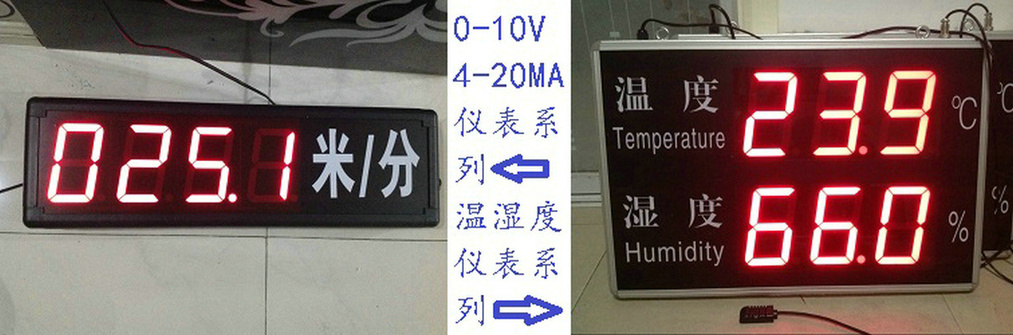 025.1 米/分
0-10V
4-20MA
仪表系
列
温湿度
仪表系
列
温 度 23.9 ℃
Temperature
湿 度 66.0 %
Humidity
℃
%